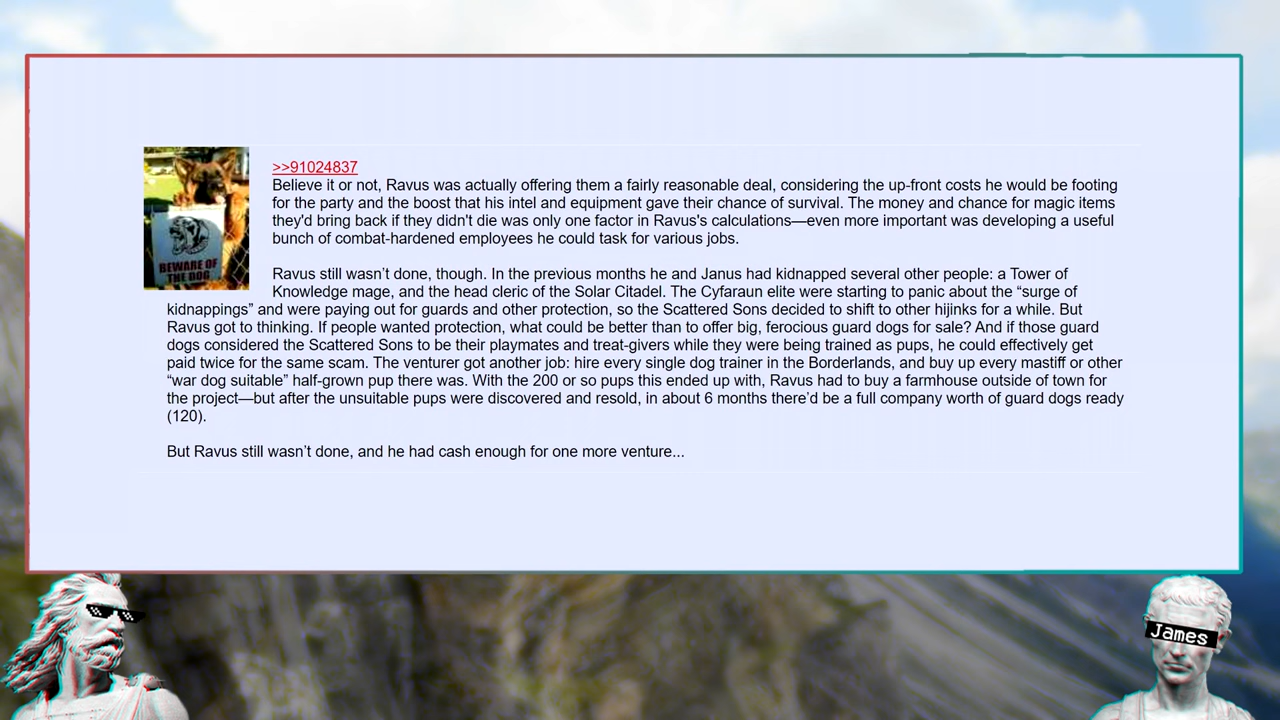 >>91024837
Believe it or not, Ravus was actually offering them a fairly reasonable deal, considering the up-front costs he would be footing
for the party and the boost that his intel and equipment gave their chance of survival. The money and chance for magic items
they'd bring back if they didn't die was only one factor in Ravus's calculations—even more important was developing a useful
bunch of combat-hardened employees he could task for various jobs.
Ravus still wasn’t done, though. In the previous months he and Janus had kidnapped several other people: a Tower of
Knowledge mage, and the head cleric of the Solar Citadel. The Cyfaraun elite were starting to panic about the “surge of
kidnappings” and were paying out for guards and other protection, so the Scattered Sons decided to shift to other hijinks for a while. But
Ravus got to thinking. If people wanted protection, what could be better than to offer big, ferocious guard dogs for sale? And if those guard
dogs considered the Scattered Sons to be their playmates and treat-givers while they were being trained as pups, he could effectively get
paid twice for the same scam. The venturer got another job: hire every single dog trainer in the Borderlands, and buy up every mastiff or other
“war dog suitable” half-grown pup there was. With the 200 or so pups this ended up with, Ravus had to buy a farmhouse outside of town for
the project—but after the unsuitable pups were discovered and resold, in about 6 months there’d be a full company worth of guard dogs ready
(120).
But Ravus still wasn’t done, and he had cash enough for one more venture...
BEWARE OF
THE DOG
James